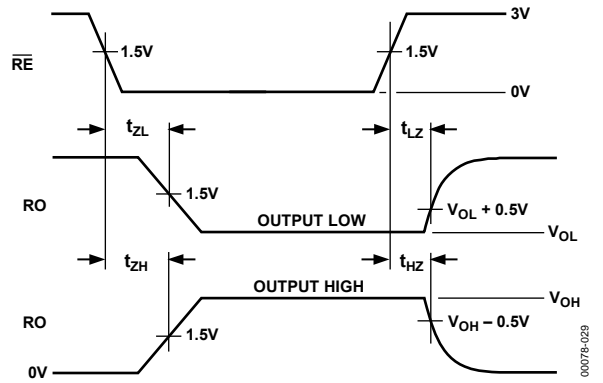 3V
RE
1.5V
1.5V
0V
tZL
tLZ
1.5V
RO
OUTPUT LOW
VOL + 0.5V
VOL
tZH
tHZ
OUTPUT HIGH
VOH
RO
1.5V
VOH – 0.5V
0V
00078-029